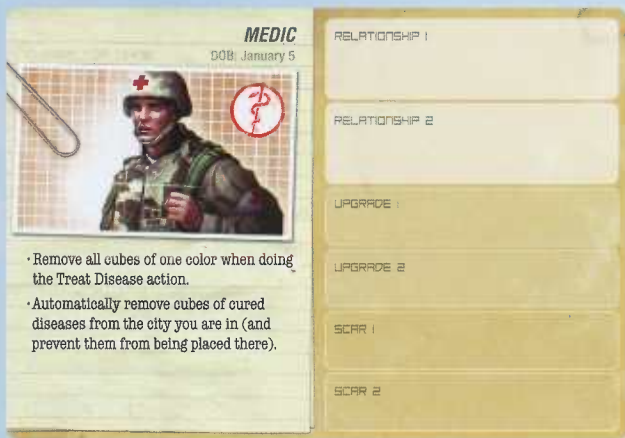 MEDIC
DOB: January 5
· Remove all cubes of one color when doing
the Treat Disease action.
· Automatically remove cubes of cured
diseases from the city you are in (and
prevent them from being placed there).
RELATIONSHIP 1
RELATIONSHIP 2
UPGRADE 1
UPGRADE 2
SCAR 1
SCAR 2